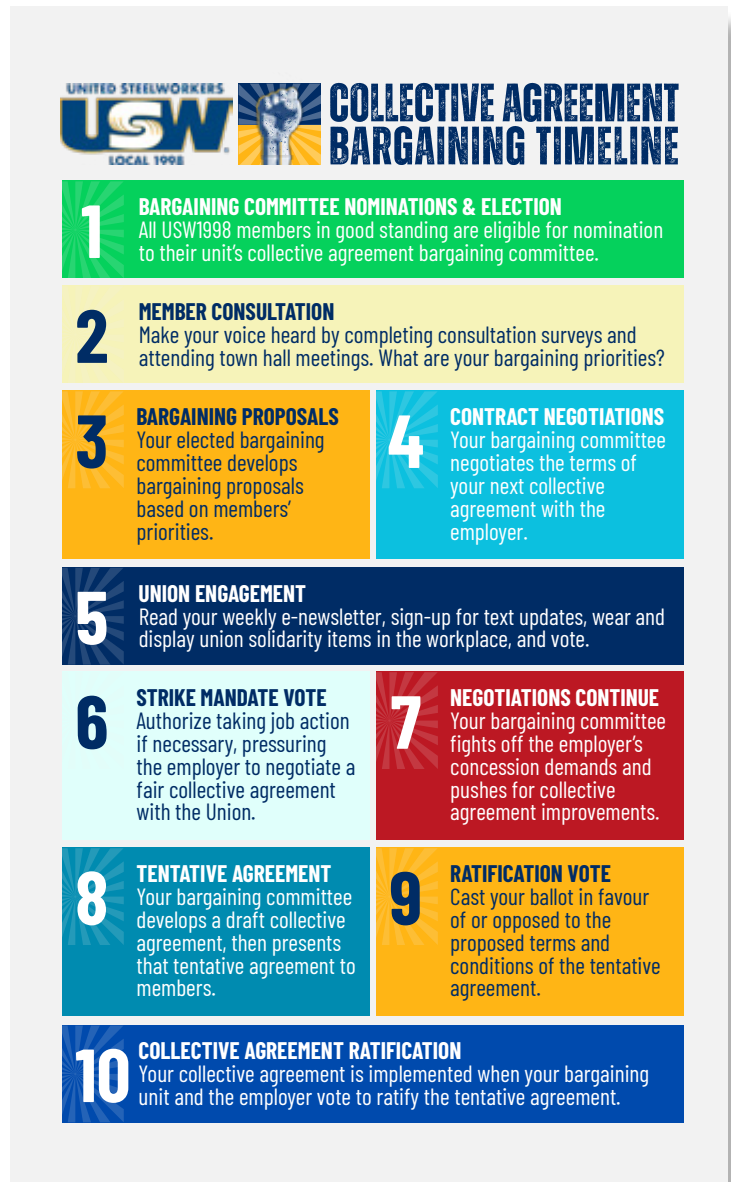 UNITED STEELWORKERS
USW
LOCAL 1998
COLLECTIVE AGREEMENT
BARGAINING TIMELINE
1
BARGAINING COMMITTEE NOMINATIONS & ELECTION
All USW1998 members in good standing are eligible for nomination
to their unit's collective agreement bargaining committee.
2
MEMBER CONSULTATION
Make your voice heard by completing consultation surveys and
attending town hall meetings. What are your bargaining priorities?
3
BARGAINING PROPOSALS
Your elected bargaining
committee develops
bargaining proposals
based on members'
priorities.
4
CONTRACT NEGOTIATIONS
Your bargaining committee
negotiates the terms of
your next collective
agreement with the
employer.
5
UNION ENGAGEMENT
Read your weekly e-newsletter, sign-up for text updates, wear and
display union solidarity items in the workplace, and vote.
6
STRIKE MANDATE VOTE
Authorize taking job action
if necessary, pressuring
the employer to negotiate a
fair collective agreement
with the Union.
7
NEGOTIATIONS CONTINUE
Your bargaining committee
fights off the employer's
concession demands and
pushes for collective
agreement improvements.
8
TENTATIVE AGREEMENT
Your bargaining committee
develops a draft collective
agreement, then presents
that tentative agreement to
members.
9
RATIFICATION VOTE
Cast your ballot in favour
of or opposed to the
proposed terms and
conditions of the tentative
agreement.
10
COLLECTIVE AGREEMENT RATIFICATION
Your collective agreement is implemented when your bargaining
unit and the employer vote to ratify the tentative agreement.